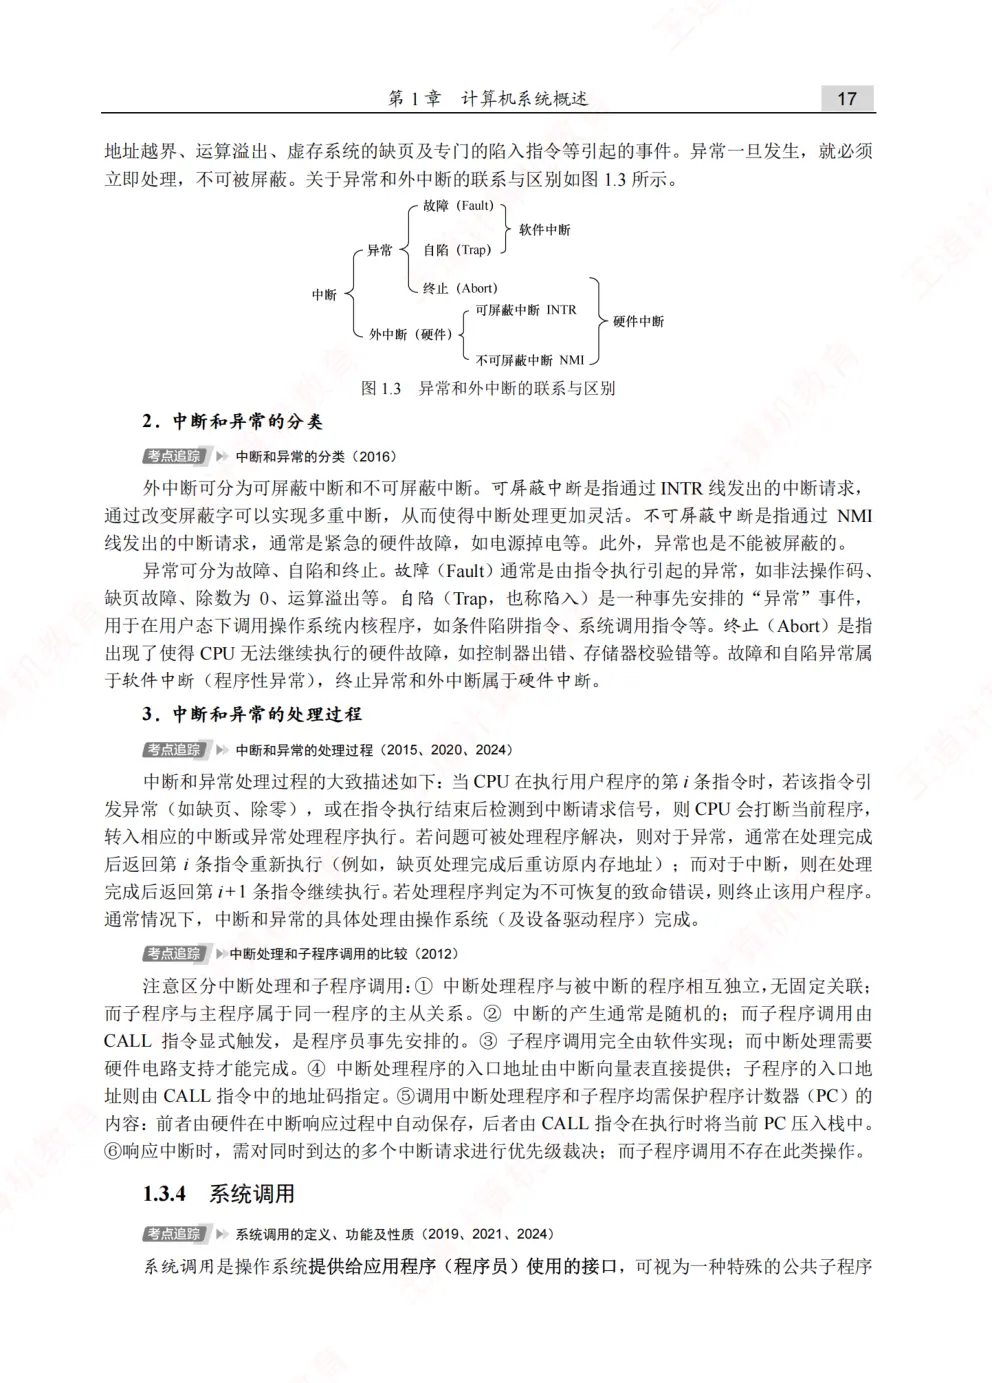 第 1 章 计算机系统概述 17
地址越界、运算溢出、虚存系统的缺页及专门的陷入指令等引起的事件。异常一旦发生，就必须
立即处理，不可被屏蔽。关于异常和外中断的联系与区别如图 1.3 所示。
故障（Fault）
软件中断
异常
自陷（Trap）
终止（Abort）
中断
可屏蔽中断 INTR
硬件中断
外中断（硬件）
不可屏蔽中断 NMI
图 1.3 异常和外中断的联系与区别
2．中断和异常的分类
考点追踪 中断和异常的分类（2016）
外中断可分为可屏蔽中断和不可屏蔽中断。可屏蔽中断是指通过 INTR 线发出的中断请求，
通过改变屏蔽字可以实现多重中断，从而使得中断处理更加灵活。不可屏蔽中断是指通过 NMI
线发出的中断请求，通常是紧急的硬件故障，如电源掉电等。此外，异常也是不能被屏蔽的。
异常可分为故障、自陷和终止。故障（Fault）通常是由指令执行引起的异常，如非法操作码、
缺页故障、除数为 0、运算溢出等。自陷（Trap，也称陷入）是一种事先安排的“异常”事件，
用于在用户态下调用操作系统内核程序，如条件陷阱指令、系统调用指令等。终止（Abort）是指
出现了使得 CPU 无法继续执行的硬件故障，如控制器出错、存储器校验错等。故障和自陷异常属
于软件中断（程序性异常），终止异常和外中断属于硬件中断。
3．中断和异常的处理过程
考点追踪 中断和异常的处理过程（2015、2020、2024）
中断和异常处理过程的大致描述如下：当 CPU 在执行用户程序的第 i 条指令时，若该指令引
发异常（如缺页、除零），或在指令执行结束后检测到中断请求信号，则 CPU 会打断当前程序，
转入相应的中断或异常处理程序执行。若问题可被处理程序解决，则对于异常，通常在处理完成
后返回第 i 条指令重新执行（例如，缺页处理完成后重访原内存地址）；而对于中断，则在处理
完成后返回第 i+1 条指令继续执行。若处理程序判定为不可恢复的致命错误，则终止该用户程序。
通常情况下，中断和异常的具体处理由操作系统（及设备驱动程序）完成。
考点追踪 中断处理和子程序调用的比较（2012）
注意区分中断处理和子程序调用：① 中断处理程序与被中断的程序相互独立，无固定关联；
而子程序与主程序属于同一程序的主从关系。② 中断的产生通常是随机的；而子程序调用由
CALL 指令显式触发，是程序员事先安排的。③ 子程序调用完全由软件实现；而中断处理需要
硬件电路支持才能完成。④ 中断处理程序的入口地址由中断向量表直接提供；子程序的入口地
址则由 CALL 指令中的地址码指定。⑤调用中断处理程序和子程序均需保护程序计数器（PC）的
内容：前者由硬件在中断响应过程中自动保存，后者由 CALL 指令在执行时将当前 PC 压入栈中。
⑥响应中断时，需对同时到达的多个中断请求进行优先级裁决；而子程序调用不存在此类操作。
1.3.4 系统调用
考点追踪 系统调用的定义、功能及性质（2019、2021、2024）
系统调用是操作系统提供给应用程序（程序员）使用的接口，可视为一种特殊的公共子程序